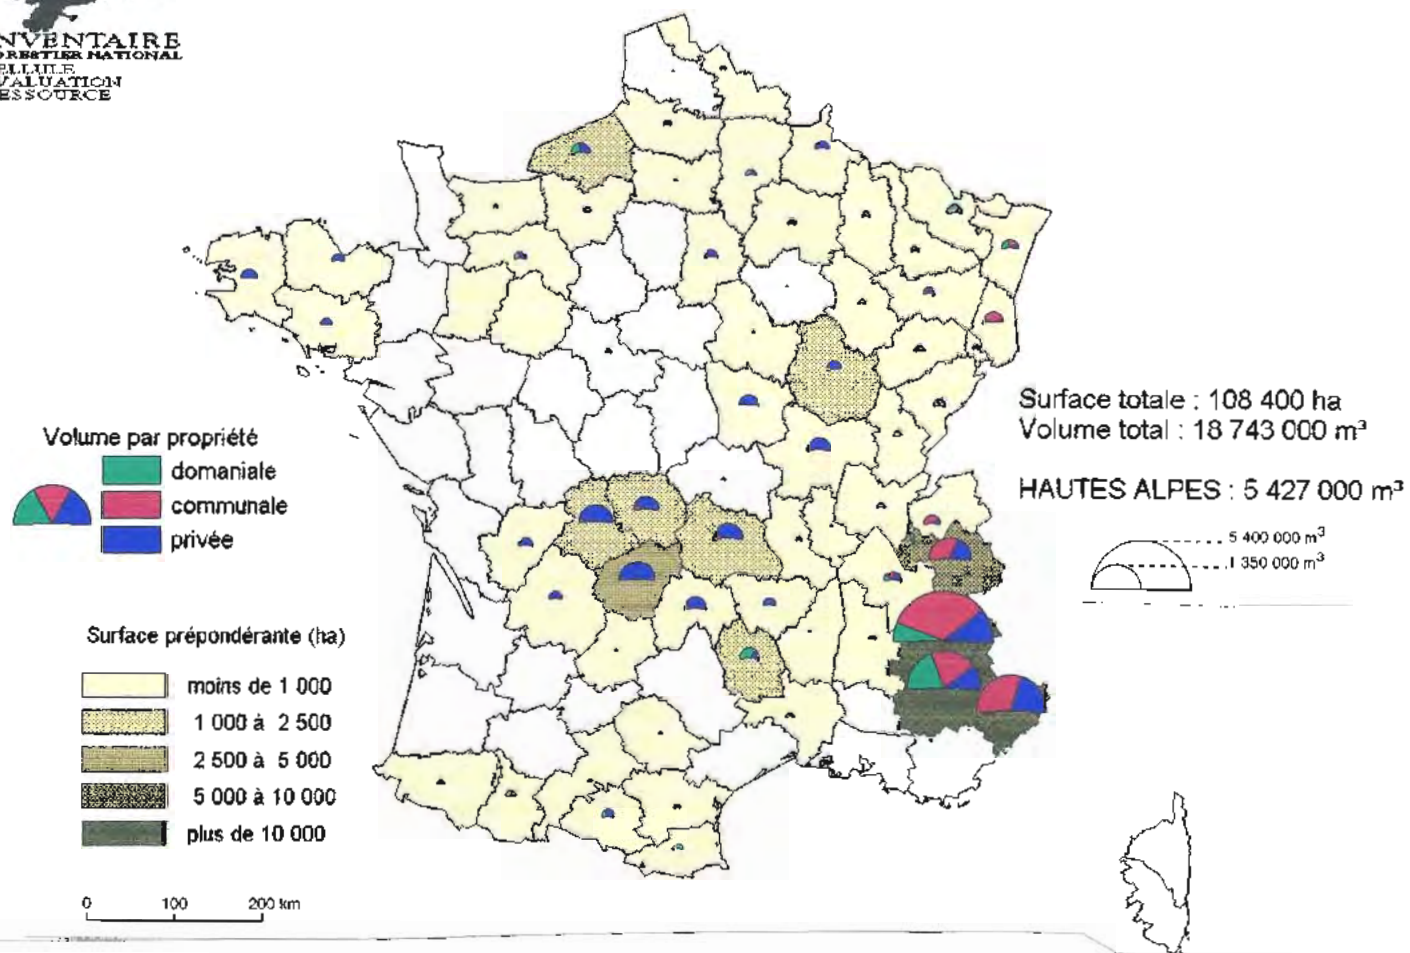 NVENTAIRE
ORESTIER NATIONAL
ELLULE
VALUATION
ESSOURCE
Surface totale : 108 400 ha
Volume total : 18 743 000 m³
HAUTES ALPES : 5 427 000 m³
5 400 000 m³
1 350 000 m³
Volume par propriété
domaniale
communale
privée
Surface prépondérante (ha)
moins de 1 000
1 000 à 2 500
2 500 à 5 000
5 000 à 10 000
plus de 10 000
0 100 200 km